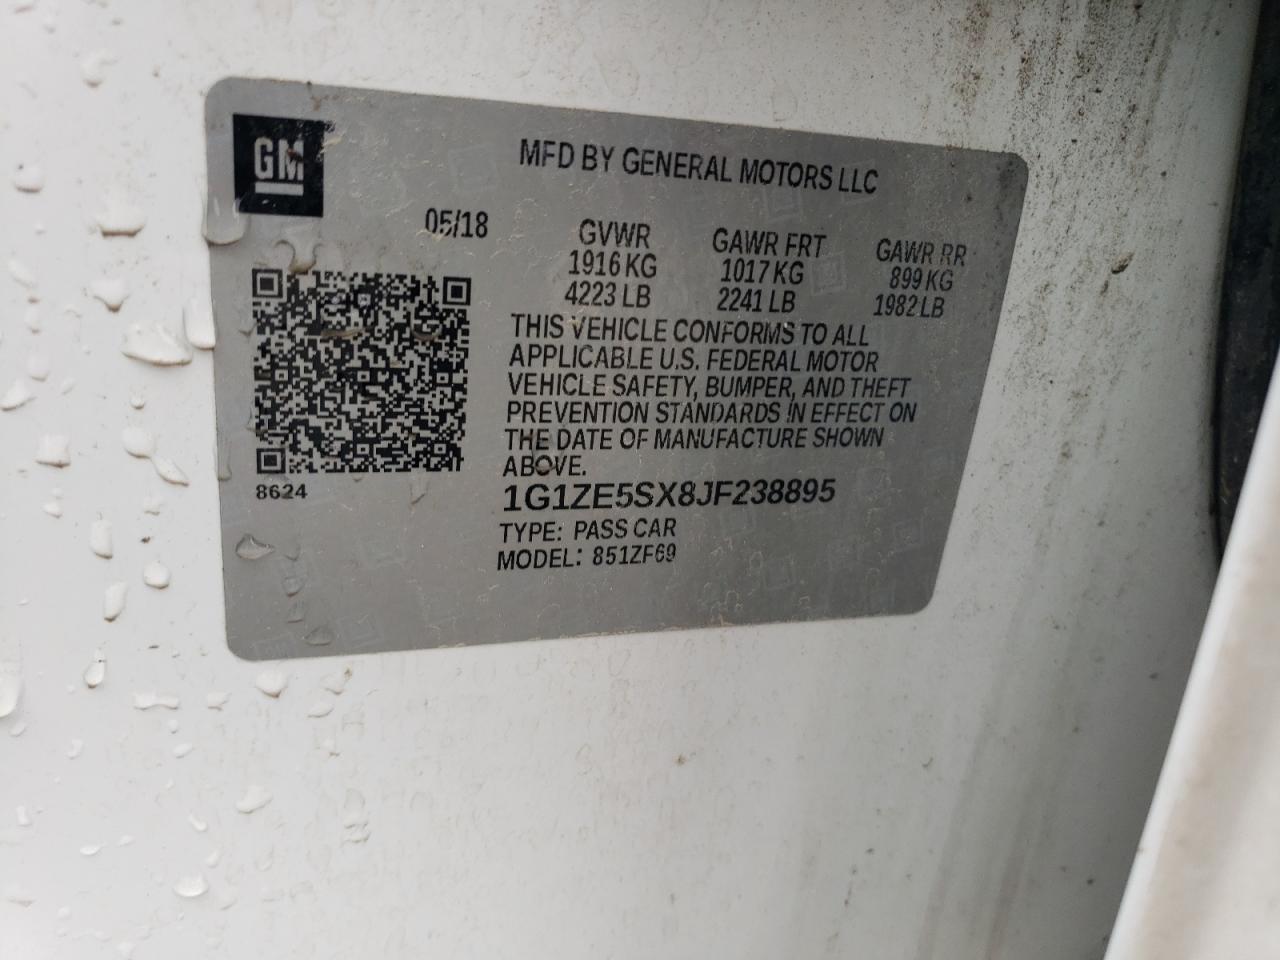 GM
MFD BY GENERAL MOTORS LLC
05/18 GVWR GAWR FRT GAWR RR
1916 KG 1017 KG 899 KG
4223 LB 2241 LB 1982 LB
THIS VEHICLE CONFORMS TO ALL
APPLICABLE U.S. FEDERAL MOTOR
VEHICLE SAFETY, BUMPER, AND THEFT
PREVENTION STANDARDS IN EFFECT ON
THE DATE OF MANUFACTURE SHOWN
ABOVE.
8624
1G1ZE5SX8JF238895
TYPE: PASS CAR
MODEL: 851ZF69